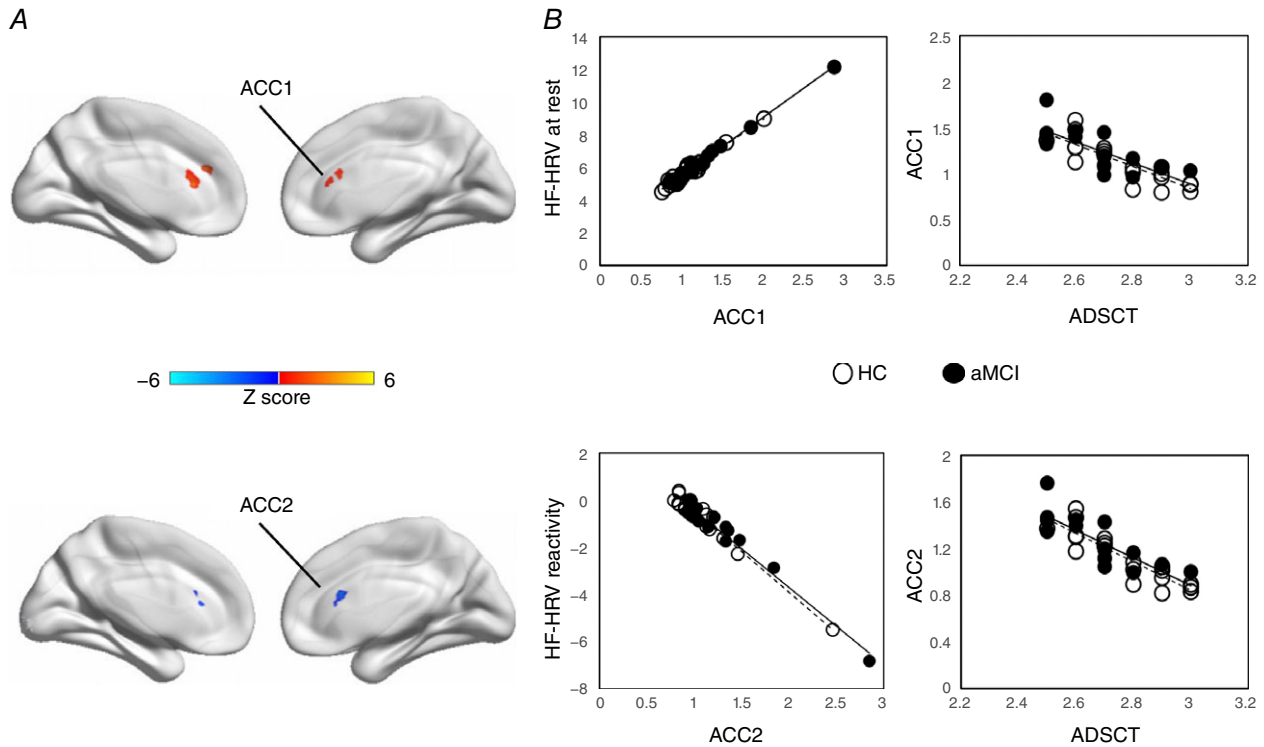 A
ACC1
−6 6
Z score
ACC2
B
HF-HRV at rest
14
12
10
8
6
4
2
0
0 0.5 1 1.5 2 2.5 3 3.5
ACC1
ACC1
2.5
2
1.5
1
0.5
0
2.2 2.4 2.6 2.8 3 3.2
ADSCT
HC aMCI
HF-HRV reactivity
2
0
−2
−4
−6
−8
0 0.5 1 1.5 2 2.5 3
ACC2
ACC2
2
1.6
1.2
0.8
0.4
0
2.2 2.4 2.6 2.8 3 3.2
ADSCT